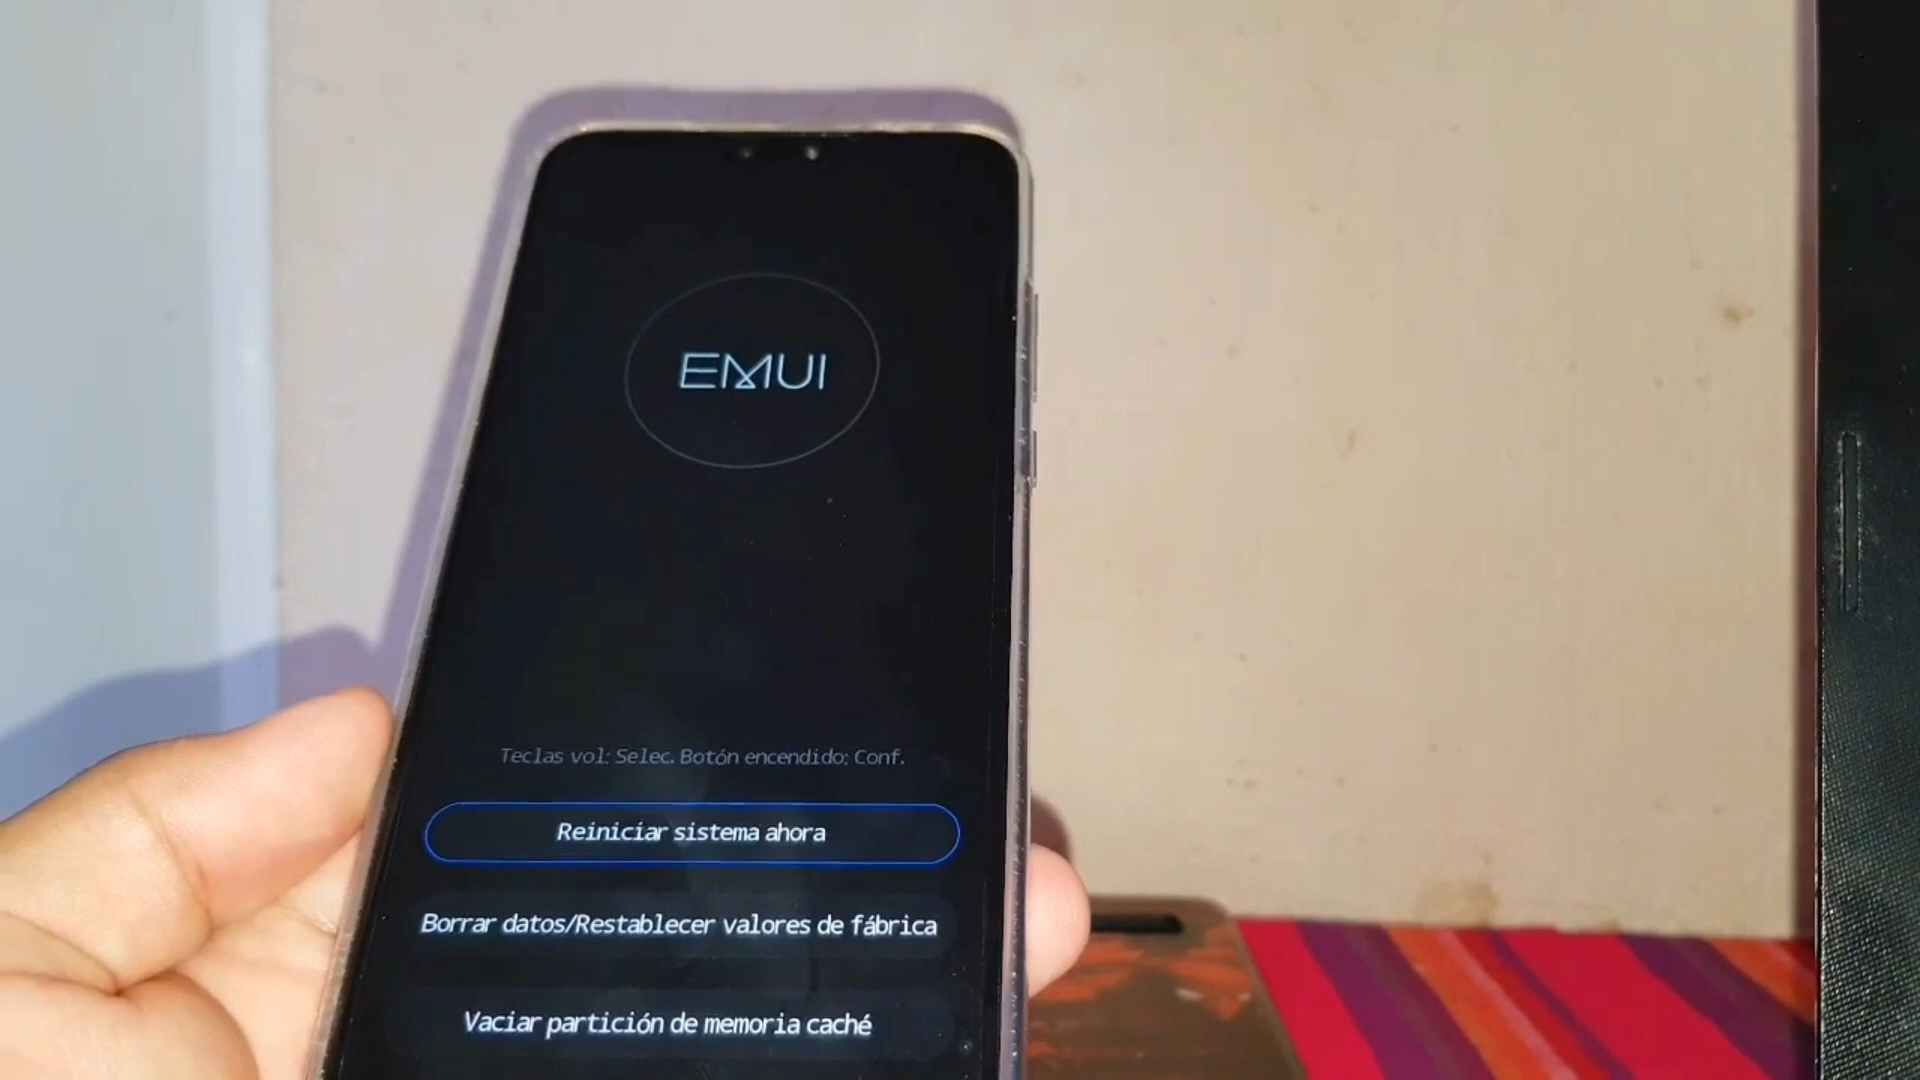 EMUI
Teclas vol: Selec. Botón encendido: Conf.
Reiniciar sistema ahora
Borrar datos/Restablecer valores de fábrica
Vaciar partición de memoria caché